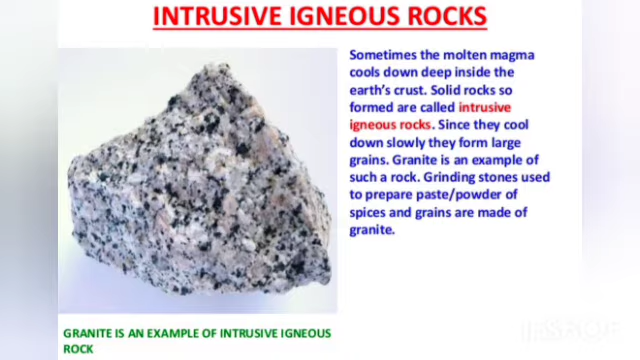 INTRUSIVE IGNEOUS ROCKS
Sometimes the molten magma
cools down deep inside the
earth's crust. Solid rocks so
formed are called intrusive
igneous rocks. Since they cool
down slowly they form large
grains. Granite is an example of
such a rock. Grinding stones used
to prepare paste/powder of
spices and grains are made of
granite.
GRANITE IS AN EXAMPLE OF INTRUSIVE IGNEOUS
ROCK